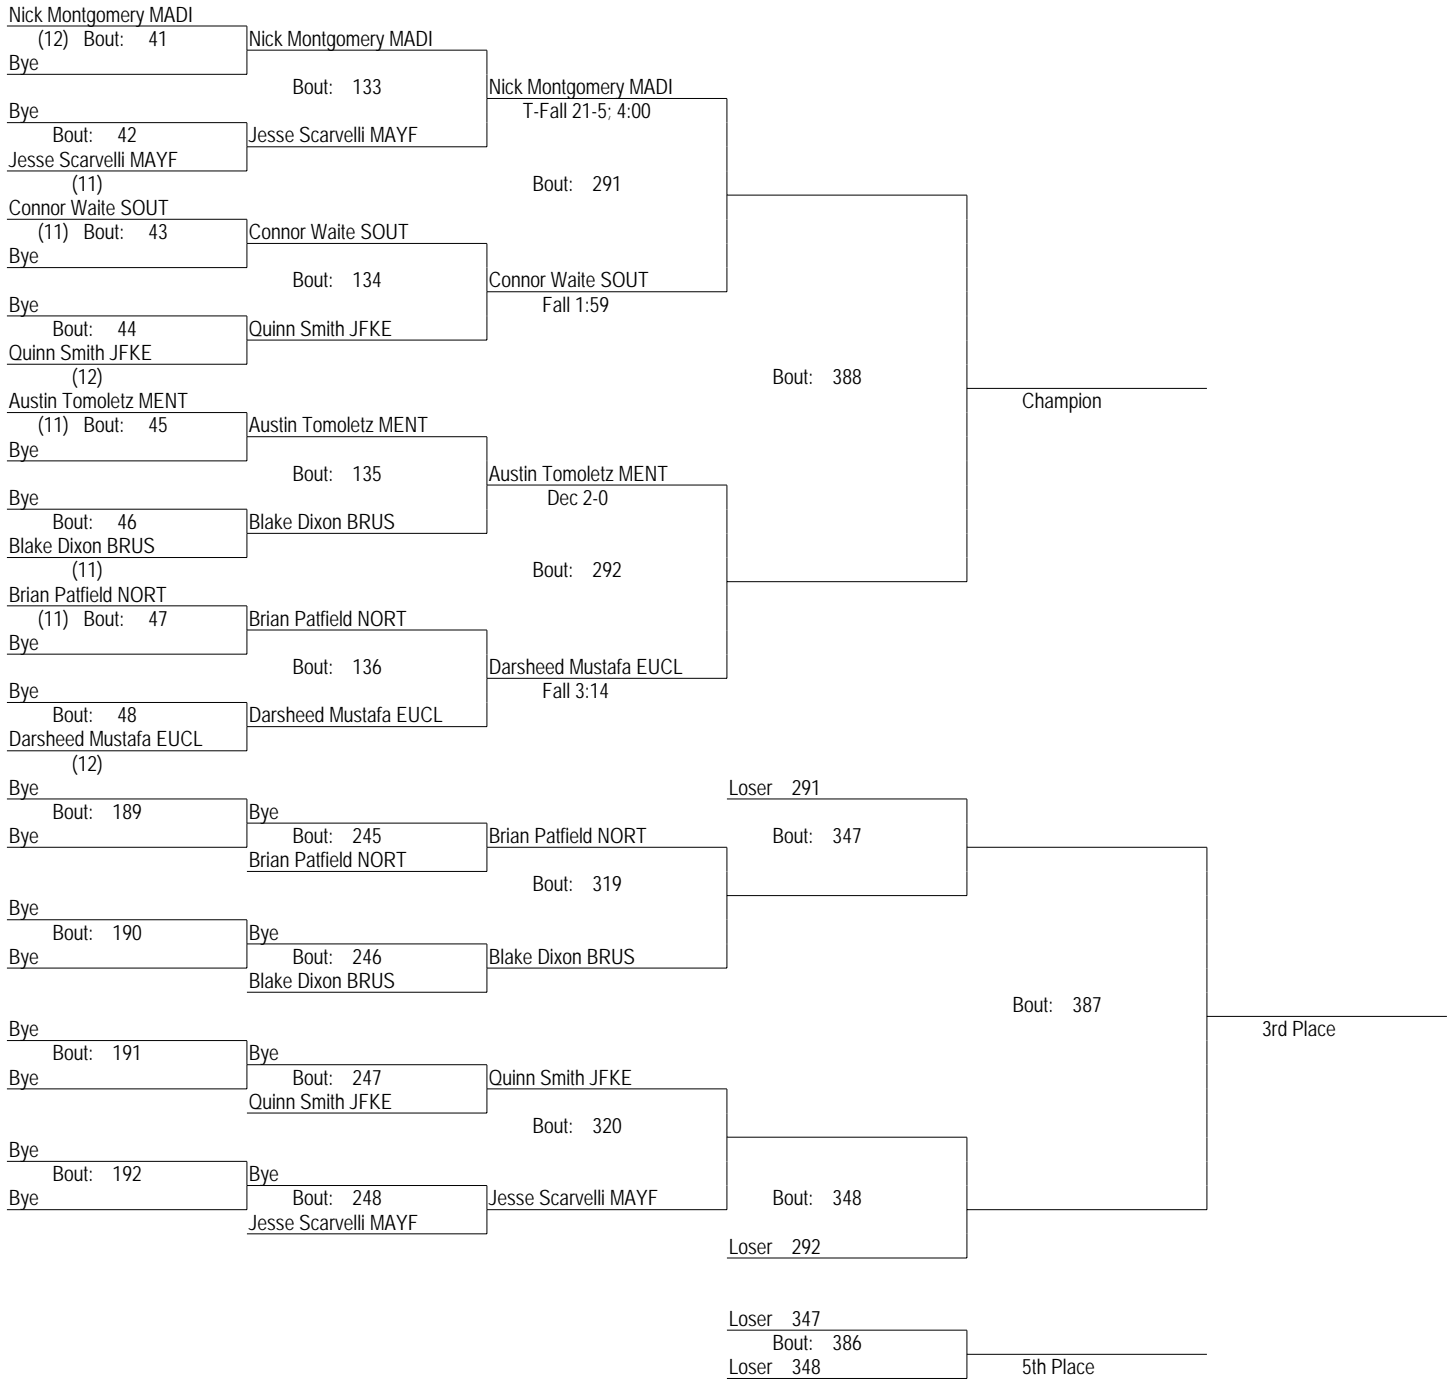 Nick Montgomery MADI
(12) Bout: 41 Nick Montgomery MADI
Bye
Bout: 133 Nick Montgomery MADI
Bye T-Fall 21-5; 4:00
Bout: 42 Jesse Scarvelli MAYF
Jesse Scarvelli MAYF
(11) Bout: 291
Connor Waite SOUT
(11) Bout: 43 Connor Waite SOUT
Bye
Bout: 134 Connor Waite SOUT
Bye Fall 1:59
Bout: 44 Quinn Smith JFKE
Quinn Smith JFKE
(12) Bout: 388
Austin Tomoletz MENT Champion
(11) Bout: 45 Austin Tomoletz MENT
Bye
Bout: 135 Austin Tomoletz MENT
Bye Dec 2-0
Bout: 46 Blake Dixon BRUS
Blake Dixon BRUS
(11) Bout: 292
Brian Patfield NORT
(11) Bout: 47 Brian Patfield NORT
Bye
Bout: 136 Darsheed Mustafa EUCL
Bye Fall 3:14
Bout: 48 Darsheed Mustafa EUCL
Darsheed Mustafa EUCL
(12)
Bye Loser 291
Bout: 189 Bye
Bye Bout: 245 Brian Patfield NORT Bout: 347
Brian Patfield NORT
Bout: 319
Bye
Bout: 190 Bye
Bye Bout: 246 Blake Dixon BRUS
Blake Dixon BRUS
Bout: 387
Bye 3rd Place
Bout: 191 Bye
Bye Bout: 247 Quinn Smith JFKE
Quinn Smith JFKE
Bout: 320
Bye
Bout: 192 Bye
Bye Bout: 248 Jesse Scarvelli MAYF Bout: 348
Jesse Scarvelli MAYF
Loser 292
Loser 347
Bout: 386
Loser 348 5th Place